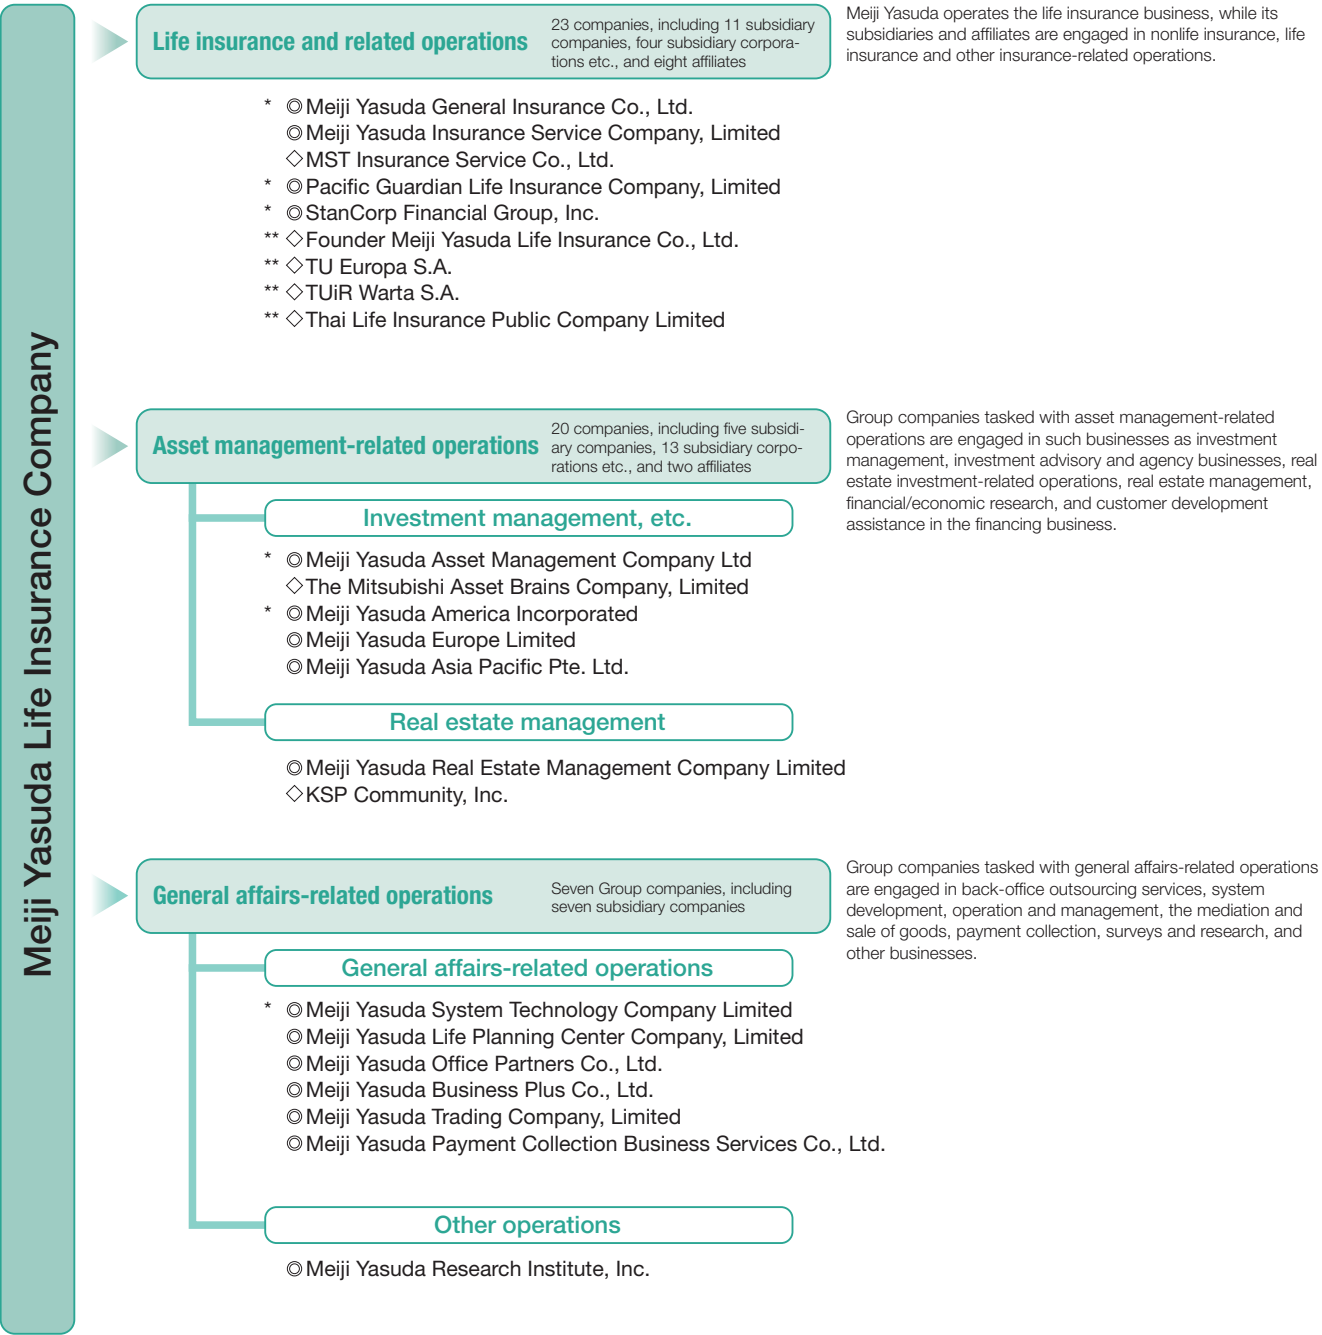 Meiji Yasuda Life Insurance Company
Life insurance and related operations
23 companies, including 11 subsidiary
companies, four subsidiary corpora-
tions etc., and eight affiliates
Meiji Yasuda operates the life insurance business, while its
subsidiaries and affiliates are engaged in nonlife insurance, life
insurance and other insurance-related operations.
* ◎Meiji Yasuda General Insurance Co., Ltd.
◎Meiji Yasuda Insurance Service Company, Limited
◇MST Insurance Service Co., Ltd.
* ◎Pacific Guardian Life Insurance Company, Limited
* ◎StanCorp Financial Group, Inc.
** ◇Founder Meiji Yasuda Life Insurance Co., Ltd.
** ◇TU Europa S.A.
** ◇TUiR Warta S.A.
** ◇Thai Life Insurance Public Company Limited
Asset management-related operations
20 companies, including five subsidi-
ary companies, 13 subsidiary corpo-
rations etc., and two affiliates
Group companies tasked with asset management-related
operations are engaged in such businesses as investment
management, investment advisory and agency businesses, real
estate investment-related operations, real estate management,
financial/economic research, and customer development
assistance in the financing business.
Investment management, etc.
* ◎Meiji Yasuda Asset Management Company Ltd
◇The Mitsubishi Asset Brains Company, Limited
* ◎Meiji Yasuda America Incorporated
◎Meiji Yasuda Europe Limited
◎Meiji Yasuda Asia Pacific Pte. Ltd.
Real estate management
◎Meiji Yasuda Real Estate Management Company Limited
◇KSP Community, Inc.
General affairs-related operations
Seven Group companies, including
seven subsidiary companies
Group companies tasked with general affairs-related operations
are engaged in back-office outsourcing services, system
development, operation and management, the mediation and
sale of goods, payment collection, surveys and research, and
other businesses.
General affairs-related operations
* ◎Meiji Yasuda System Technology Company Limited
◎Meiji Yasuda Life Planning Center Company, Limited
◎Meiji Yasuda Office Partners Co., Ltd.
◎Meiji Yasuda Business Plus Co., Ltd.
◎Meiji Yasuda Trading Company, Limited
◎Meiji Yasuda Payment Collection Business Services Co., Ltd.
Other operations
◎Meiji Yasuda Research Institute, Inc.